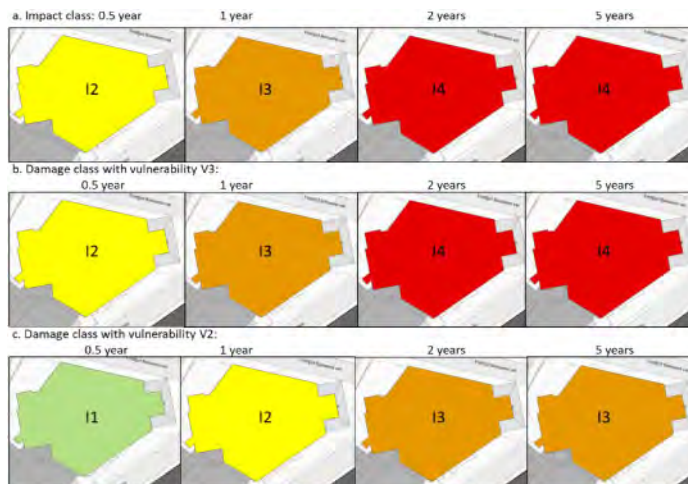 a. Impact class: 0.5 year 1 year 2 years 5 years
I2 I3 I4 I4
b. Damage class with vulnerability V3:
0.5 year 1 year 2 years 5 years
I2 I3 I4 I4
c. Damage class with vulnerability V2:
0.5 year 1 year 2 years 5 years
I1 I2 I3 I3